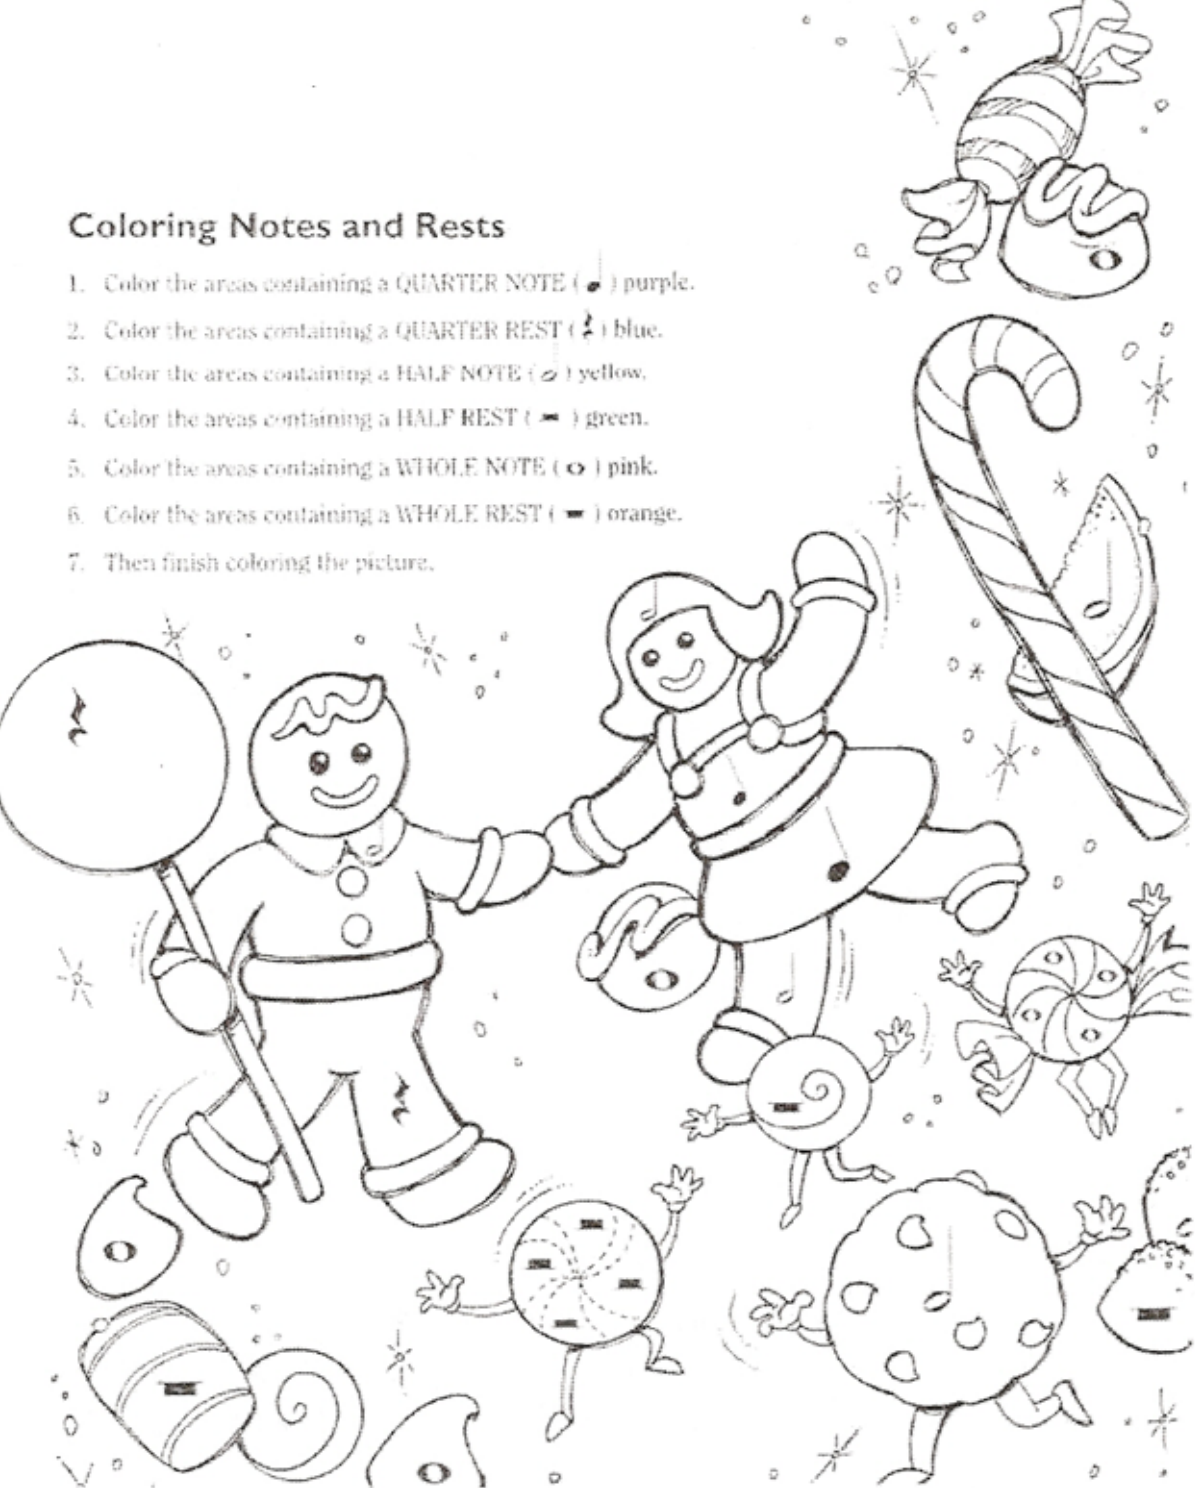 Coloring Notes and Rests
1. Color the areas containing a QUARTER NOTE ( ) purple.
2. Color the areas containing a QUARTER REST ( ) blue.
3. Color the areas containing a HALF NOTE ( ) yellow.
4. Color the areas containing a HALF REST ( ) green.
5. Color the areas containing a WHOLE NOTE ( ) pink.
6. Color the areas containing a WHOLE REST ( ) orange.
7. Then finish coloring the picture.